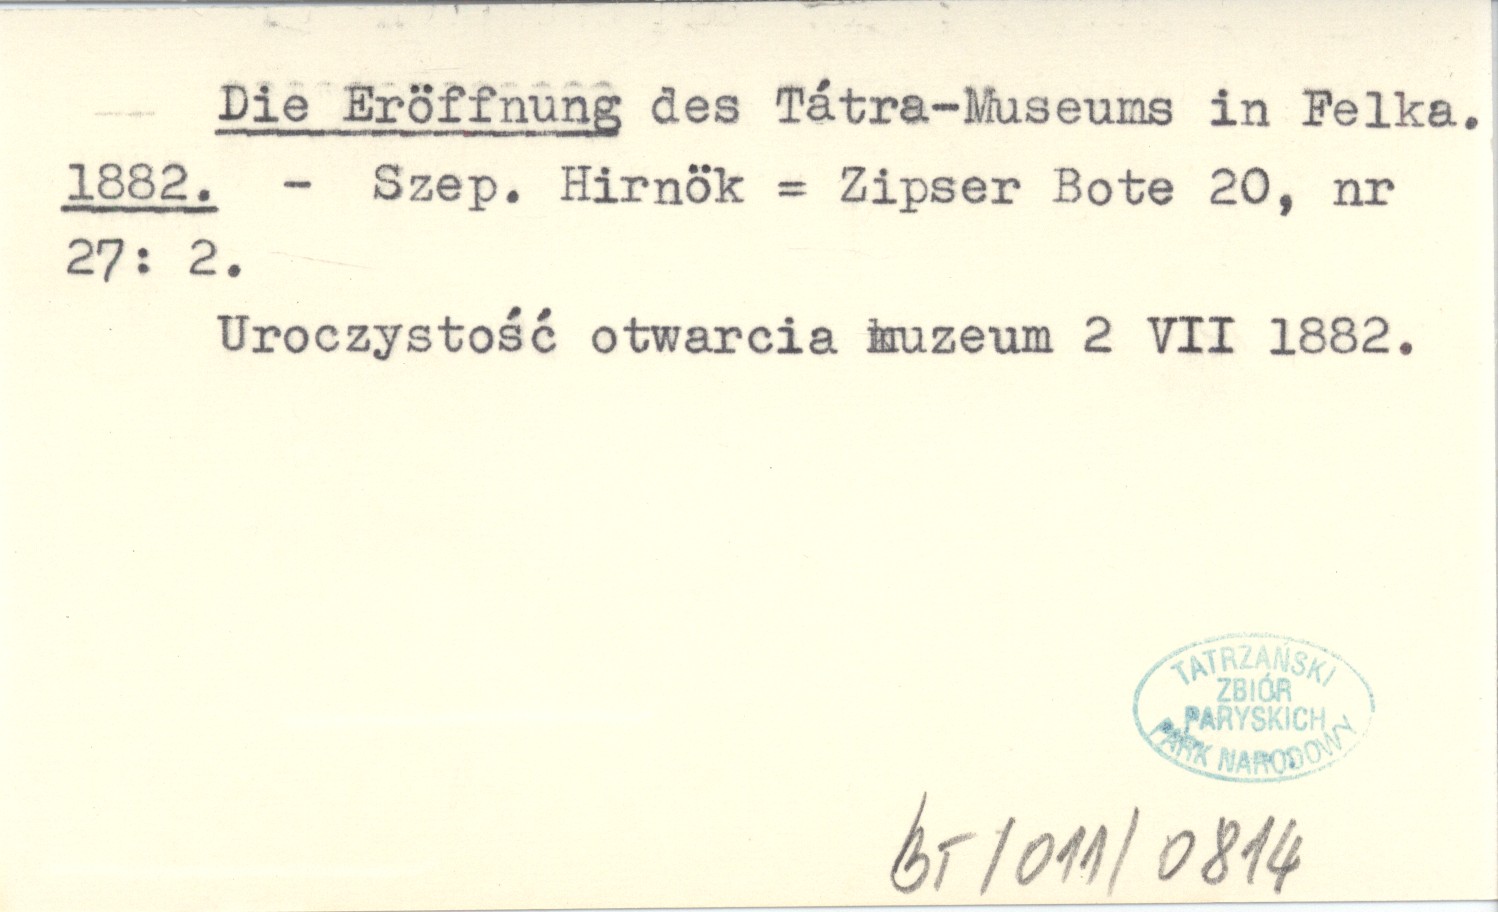 Die Eröffnung des Tátra-Museums in Felka.
1882. - Szep. Hirnök = Zipser Bote 20, nr
27: 2.
Uroczystość otwarcia muzeum 2 VII 1882.
TATRZAŃSKI
ZBIÓR
PARYSKICH
PARK NARODOWY
BT/011/0814